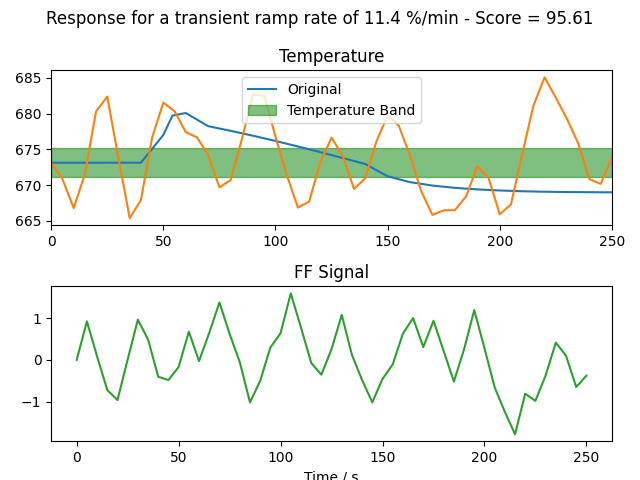 Response for a transient ramp rate of 11.4 %/min - Score = 95.61
Temperature
Original
Temperature Band
685
680
675
670
665
0 50 100 150 200 250
FF Signal
1
0
−1
0 50 100 150 200 250
Time / s